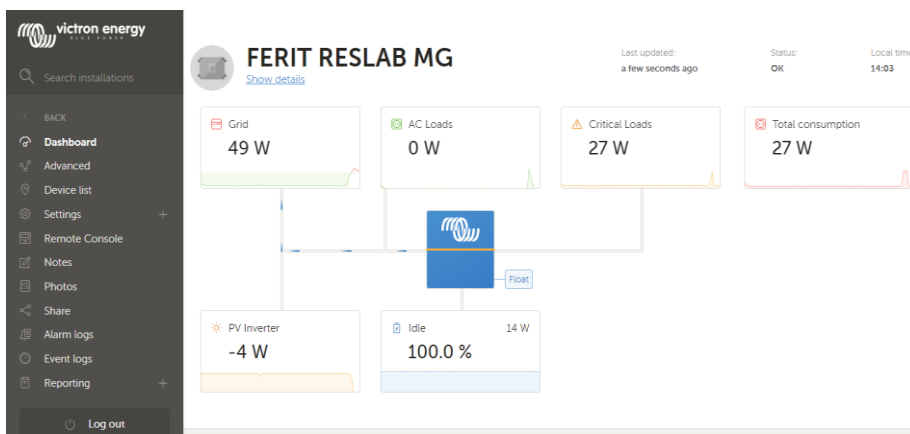 victron energy
BLUE POWER
Search installations
BACK
Dashboard
Advanced
Device list
Settings
Remote Console
Notes
Photos
Share
Alarm logs
Event logs
Reporting
Log out
FERIT RESLAB MG
Show details
Last updated:
a few seconds ago
Status:
OK
Local time
14:03
Grid
49 W
AC Loads
0 W
Critical Loads
27 W
Total consumption
27 W
Float
PV Inverter
-4 W
Idle 14 W
100.0 %